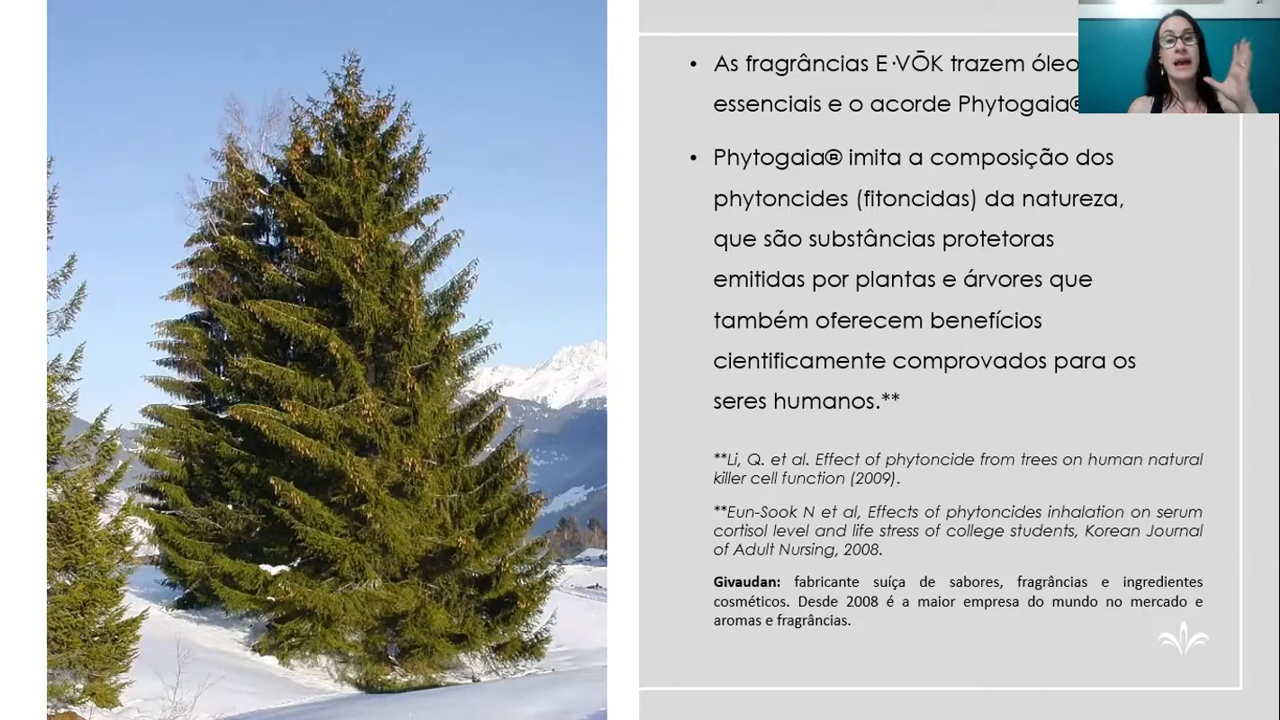 • As fragrâncias E·VŌK trazem
essenciais e o acorde Phytogaia®
• Phytogaia® imita a composição dos
phytoncides (fitoncidas) da natureza,
que são substâncias protetoras
emitidas por plantas e árvores que
também oferecem benefícios
cientificamente comprovados para os
seres humanos.**
**Li, Q. et al. Effect of phytoncide from trees on human natural
killer cell function (2009).
**Eun-Sook N et al, Effects of phytoncides inhalation on serum
cortisol level and life stress of college students, Korean Journal
of Adult Nursing, 2008.
Givaudan: fabricante suíça de sabores, fragrâncias e ingredientes
cosméticos. Desde 2008 é a maior empresa do mundo no mercado e
aromas e fragrâncias.